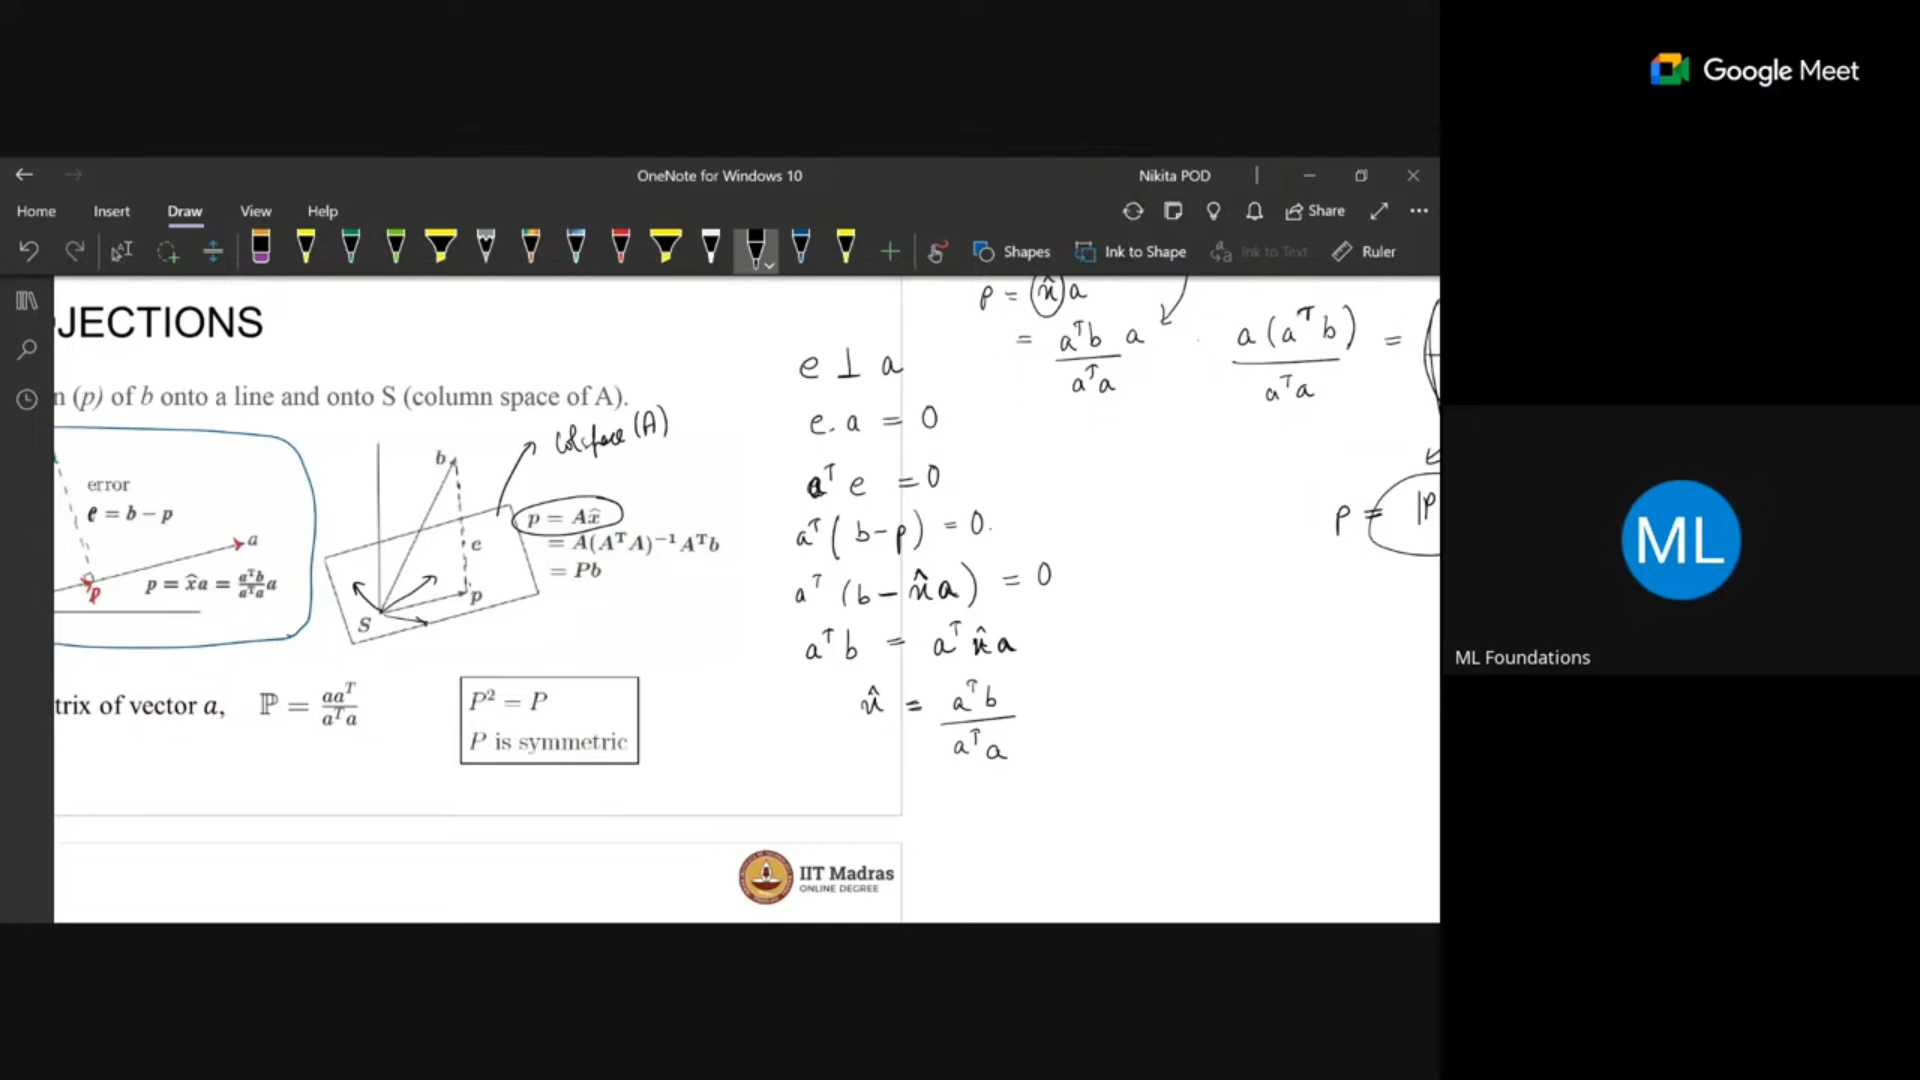 Google Meet
OneNote for Windows 10
Nikita POD
Home Insert Draw View Help
Share
Shapes Ink to Shape Ink to Text Ruler
JECTIONS
n (p) of b onto a line and onto S (column space of A).
colspace (A)
error
e = b − p
a
p
p = x̂a = aᵀb/aᵀa a
b
e
p
S
p = Ax̂
= A(AᵀA)⁻¹Aᵀb
= Pb
trix of vector a, ℙ = aaᵀ/aᵀa
P² = P
P is symmetric
e ⊥ a
e. a = 0
aᵀ e = 0
aᵀ ( b − p ) = 0.
aᵀ (b − x̂a) = 0
aᵀb = aᵀ x̂a
x̂ = aᵀb/aᵀa
p = x̂ a
= aᵀb/aᵀa a
a (aᵀb)/aᵀa =
p = ℙ
IIT Madras
ONLINE DEGREE
ML
ML Foundations